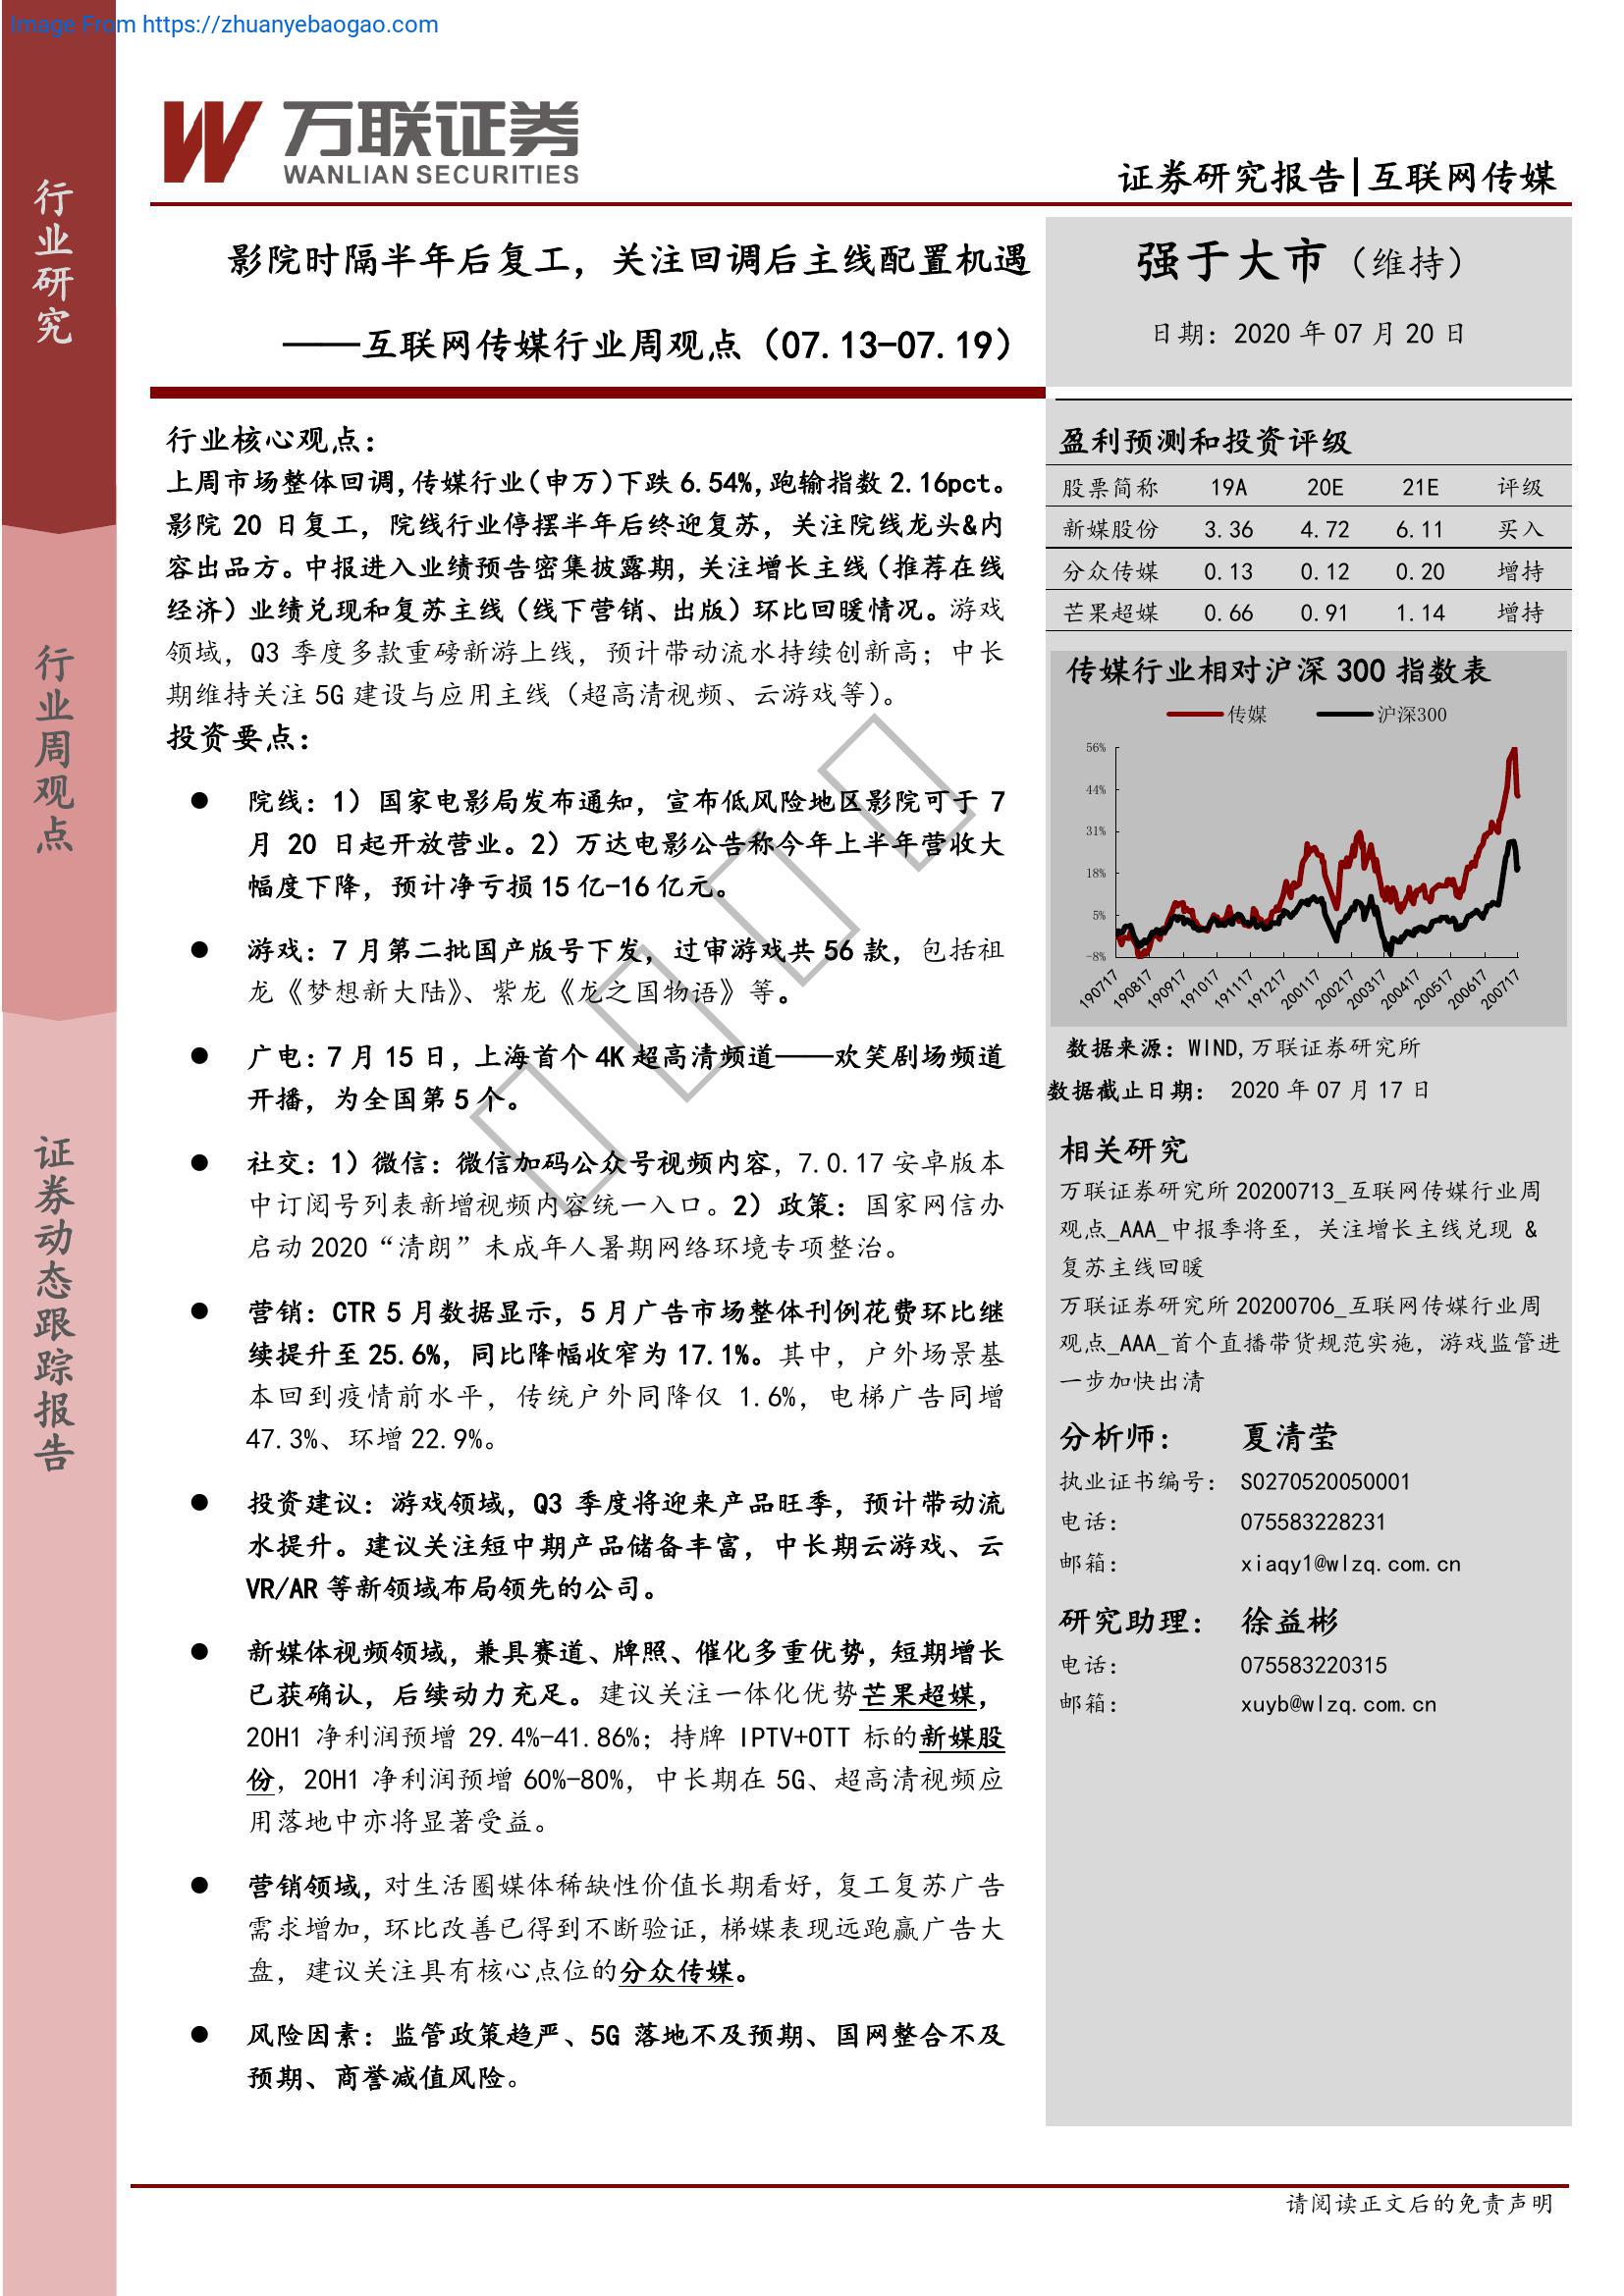 Image From https://zhuanyebaogao.com
万联证券
WANLIAN SECURITIES
证券研究报告|互联网传媒
行业研究
行业周观点
证券动态跟踪报告
影院时隔半年后复工，关注回调后主线配置机遇
——互联网传媒行业周观点（07.13-07.19）
强于大市（维持）
日期：2020 年 07 月 20 日
行业核心观点：
上周市场整体回调,传媒行业(申万)下跌 6.54%,跑输指数 2.16pct。
影院 20 日复工，院线行业停摆半年后终迎复苏，关注院线龙头&内
容出品方。中报进入业绩预告密集披露期，关注增长主线（推荐在线
经济）业绩兑现和复苏主线（线下营销、出版）环比回暖情况。游戏
领域，Q3 季度多款重磅新游上线，预计带动流水持续创新高；中长
期维持关注 5G 建设与应用主线（超高清视频、云游戏等）。
投资要点：
● 院线：1）国家电影局发布通知，宣布低风险地区影院可于 7
月 20 日起开放营业。2）万达电影公告称今年上半年营收大
幅度下降，预计净亏损 15 亿-16 亿元。
● 游戏：7 月第二批国产版号下发，过审游戏共 56 款，包括祖
龙《梦想新大陆》、紫龙《龙之国物语》等。
● 广电：7 月 15 日，上海首个 4K 超高清频道——欢笑剧场频道
开播，为全国第 5 个。
● 社交：1）微信：微信加码公众号视频内容，7.0.17 安卓版本
中订阅号列表新增视频内容统一入口。2）政策：国家网信办
启动 2020“清朗”未成年人暑期网络环境专项整治。
● 营销：CTR 5 月数据显示，5 月广告市场整体刊例花费环比继
续提升至 25.6%，同比降幅收窄为 17.1%。其中，户外场景基
本回到疫情前水平，传统户外同降仅 1.6%，电梯广告同增
47.3%、环增 22.9%。
● 投资建议：游戏领域，Q3 季度将迎来产品旺季，预计带动流
水提升。建议关注短中期产品储备丰富，中长期云游戏、云
VR/AR 等新领域布局领先的公司。
● 新媒体视频领域，兼具赛道、牌照、催化多重优势，短期增长
已获确认，后续动力充足。建议关注一体化优势芒果超媒，
20H1 净利润预增 29.4%-41.86%；持牌 IPTV+OTT 标的新媒股
份，20H1 净利润预增 60%-80%，中长期在 5G、超高清视频应
用落地中亦将显著受益。
● 营销领域，对生活圈媒体稀缺性价值长期看好，复工复苏广告
需求增加，环比改善已得到不断验证，梯媒表现远跑赢广告大
盘，建议关注具有核心点位的分众传媒。
● 风险因素：监管政策趋严、5G 落地不及预期、国网整合不及
预期、商誉减值风险。
盈利预测和投资评级
股票简称 19A 20E 21E 评级
新媒股份 3.36 4.72 6.11 买入
分众传媒 0.13 0.12 0.20 增持
芒果超媒 0.66 0.91 1.14 增持
传媒行业相对沪深 300 指数表
传媒 沪深300
56%
44%
31%
18%
5%
-8%
190717 190817 190917 191017 191117 191217 200117 200217 200317 200417 200517 200617 200717
数据来源：WIND,万联证券研究所
数据截止日期： 2020 年 07 月 17 日
相关研究
万联证券研究所 20200713_互联网传媒行业周
观点_AAA_中报季将至，关注增长主线兑现 &
复苏主线回暖
万联证券研究所 20200706_互联网传媒行业周
观点_AAA_首个直播带货规范实施，游戏监管进
一步加快出清
分析师： 夏清莹
执业证书编号： S0270520050001
电话： 075583228231
邮箱： xiaqy1@wlzq.com.cn
研究助理： 徐益彬
电话： 075583220315
邮箱： xuyb@wlzq.com.cn
请阅读正文后的免责声明